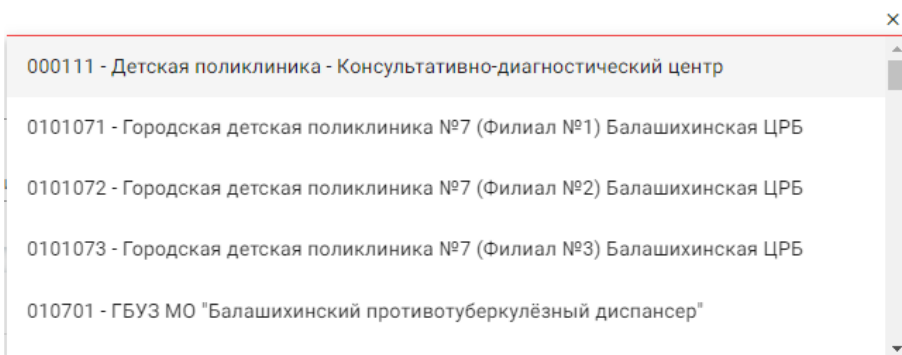 000111 - Детская поликлиника - Консультативно-диагностический центр
0101071 - Городская детская поликлиника №7 (Филиал №1) Балашихинская ЦРБ
0101072 - Городская детская поликлиника №7 (Филиал №2) Балашихинская ЦРБ
0101073 - Городская детская поликлиника №7 (Филиал №3) Балашихинская ЦРБ
010701 - ГБУЗ МО "Балашихинский противотуберкулёзный диспансер"